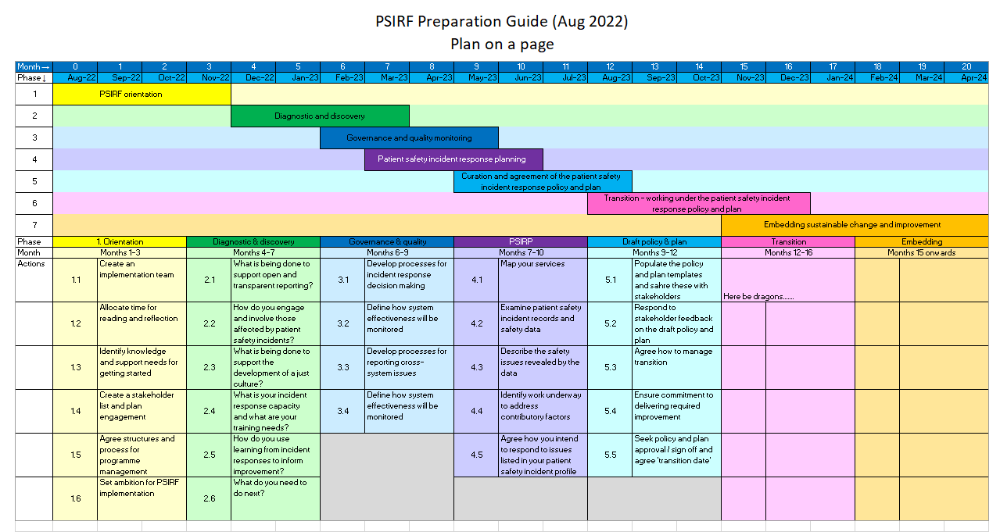 PSIRF Preparation Guide (Aug 2022)
Plan on a page
Month→ 0 1 2 3 4 5 6 7 8 9 10 11 12 13 14 15 16 17 18 19 20
Phase↓ Aug-22 Sep-22 Oct-22 Nov-22 Dec-22 Jan-23 Feb-23 Mar-23 Apr-23 May-23 Jun-23 Jul-23 Aug-23 Sep-23 Oct-23 Nov-23 Dec-23 Jan-24 Feb-24 Mar-24 Apr-24
1 PSIRF orientation
2 Diagnostic and discovery
3 Governance and quality monitoring
4 Patient safety incident response planning
5 Curation and agreement of the patient safety
incident response policy and plan
6 Transition - working under the patient safety incident
response policy and plan
7 Embedding sustainable change and improvement
Phase 1. Orientation Diagnostic & discovery Governance & quality PSIRP Draft policy & plan Transition Embedding
Month Months 1-3 Months 4-7 Months 6-9 Months 7-10 Months 9-12 Months 12-16 Months 15 onwards
Actions
1.1
Create an
implementation team
2.1
What is being done to
support open and
transparent reporting?
3.1
Develop processes for
incident response
decision making
4.1
Map your services
5.1
Populate the policy
and plan templates
and sahre these with
stakeholders
Here be dragons.......
1.2
Allocate time for
reading and reflection
2.2
How do you engage
and involve those
affected by patient
safety incidents?
3.2
Define how system
effectiveness will be
monitored
4.2
Examine patient safety
incident records and
safety data
5.2
Respond to
stakeholder feedback
on the draft policy and
plan
1.3
Identify knowledge
and support needs for
getting started
2.3
What is being done to
support the
development of a just
culture?
3.3
Develop processes for
reporting cross-
system issues
4.3
Describe the safety
issues revealed by the
data
5.3
Agree how to manage
transition
1.4
Create a stakeholder
list and plan
engagement
2.4
What is your incident
response capacity
and what are your
training needs?
3.4
Define how system
effectiveness will be
monitored
4.4
Identify work underway
to address
contributory factors
5.4
Ensure commitment to
delivering required
improvement
1.5
Agree structures and
process for
programme
management
2.5
How do you use
learning from incident
responses to inform
improvement?
4.5
Agree how you intend
to respond to issues
listed in your patient
safety incident profile
5.5
Seek policy and plan
approval / sign off and
agree 'transition date'
1.6
Set ambition for PSIRF
implementation
2.6
What do you need to
do next?